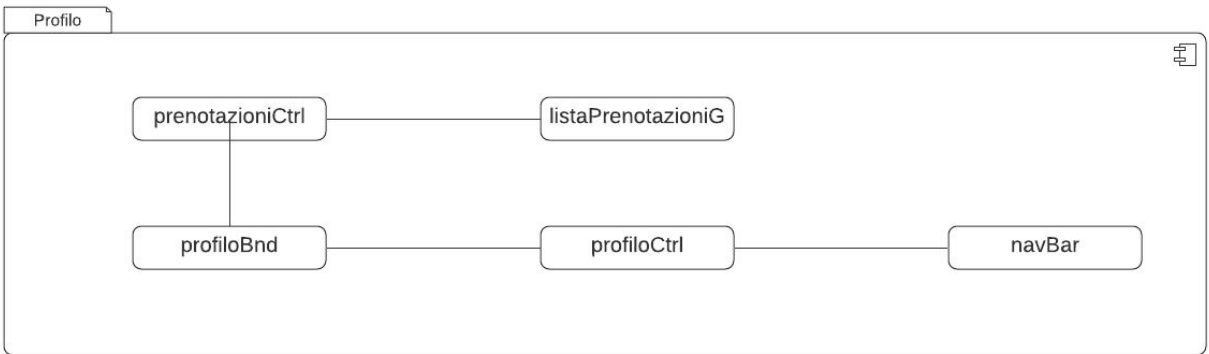 Profilo
prenotazioniCtrl
listaPrenotazioniG
profiloBnd
profiloCtrl
navBar